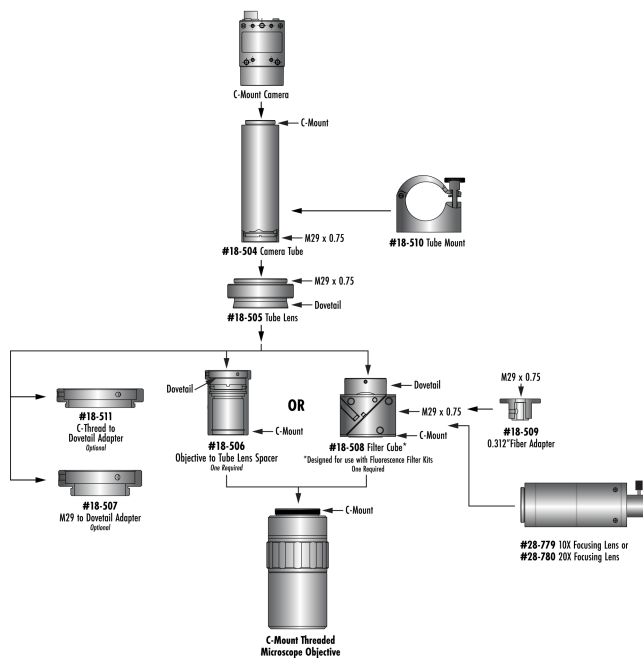 C-Mount Camera
C-Mount
M29 x 0.75
#18-504 Camera Tube
#18-510 Tube Mount
M29 x 0.75
Dovetail
#18-505 Tube Lens
#18-511
C-Thread to
Dovetail Adapter
Optional
#18-507
M29 to Dovetail Adapter
Optional
Dovetail
C-Mount
#18-506
Objective to Tube Lens Spacer
One Required
OR
Dovetail
M29 x 0.75
C-Mount
#18-508 Filter Cube*
*Designed for use with Fluorescence Filter Kits
One Required
M29 x 0.75
#18-509
0.312"Fiber Adapter
#28-779 10X Focusing Lens or
#28-780 20X Focusing Lens
C-Mount
C-Mount Threaded
Microscope Objective